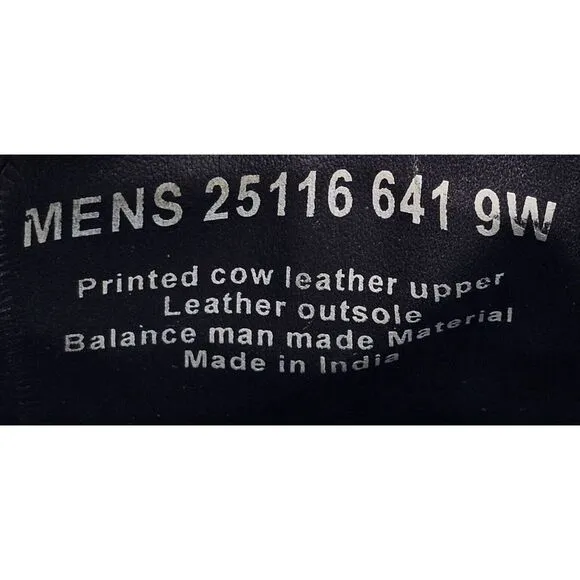 MENS 25116 641 9W
Printed cow leather upper
Leather outsole
Balance man made Material
Made in India